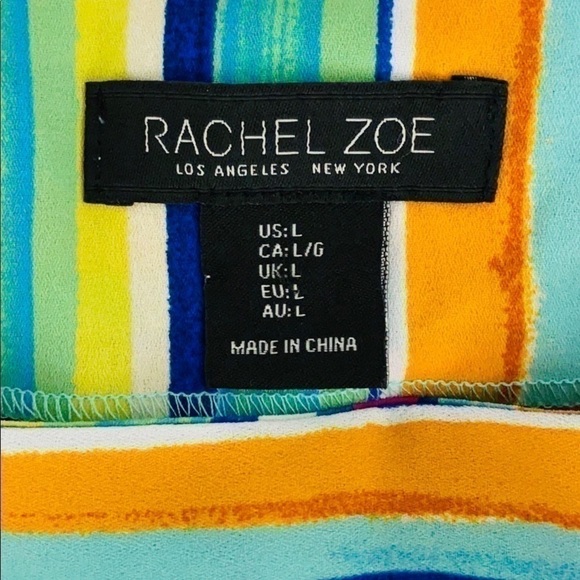 RACHEL ZOE
LOS ANGELES NEW YORK
US: L
CA: L/G
UK: L
EU: L
AU: L
MADE IN CHINA